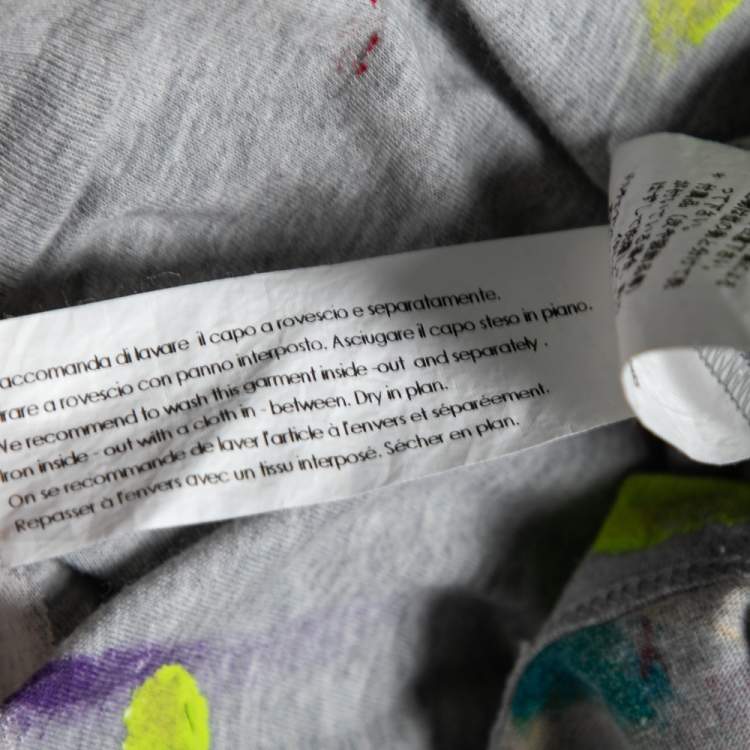 accomanda di lavare il capo a rovescio e separatamente.
rare a rovescio con panno interposto. Asciugare il capo steso in piano.
We recommend to wash this garment inside -out and separately .
Iron inside - out with a cloth in - between. Dry in plan.
On se recommande de laver l'article à l'envers et séparéement.
Repasser à l'envers avec un tissu interposé. Sécher en plan.